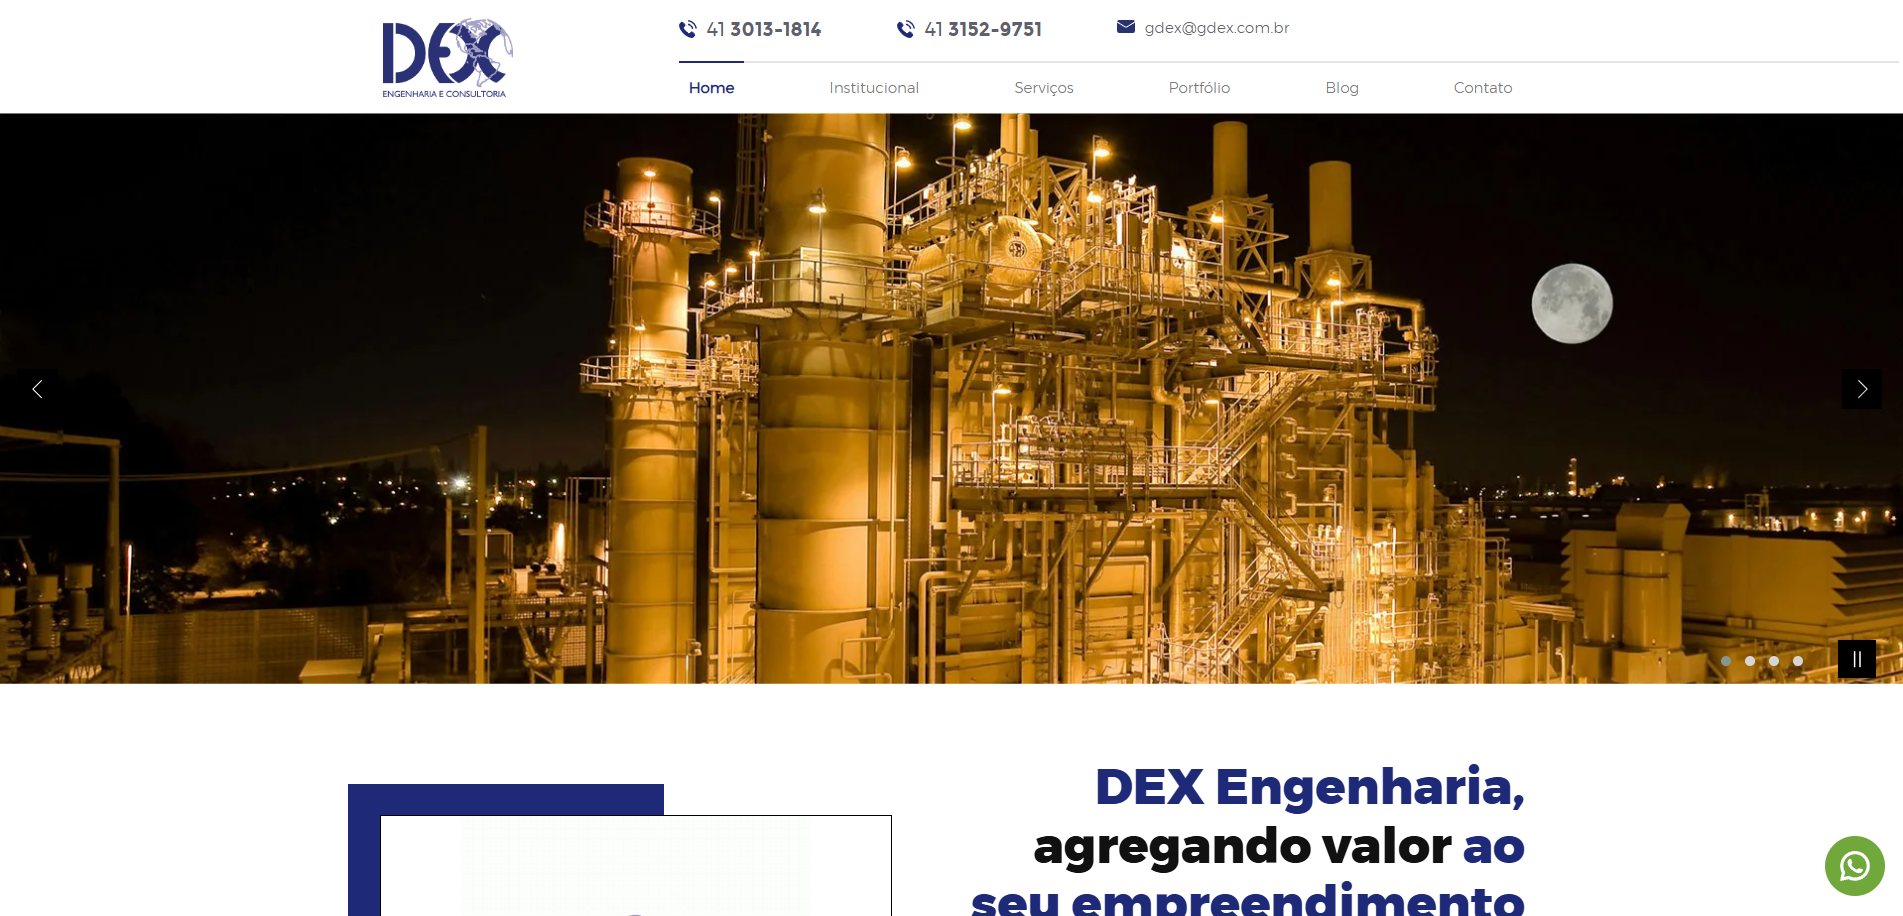 DEX
ENGENHARIA E CONSULTORIA
41 3013-1814
41 3152-9751
gdex@gdex.com.br
Home
Institucional
Serviços
Portfólio
Blog
Contato
DEX Engenharia,
agregando valor ao
seu empreendimento